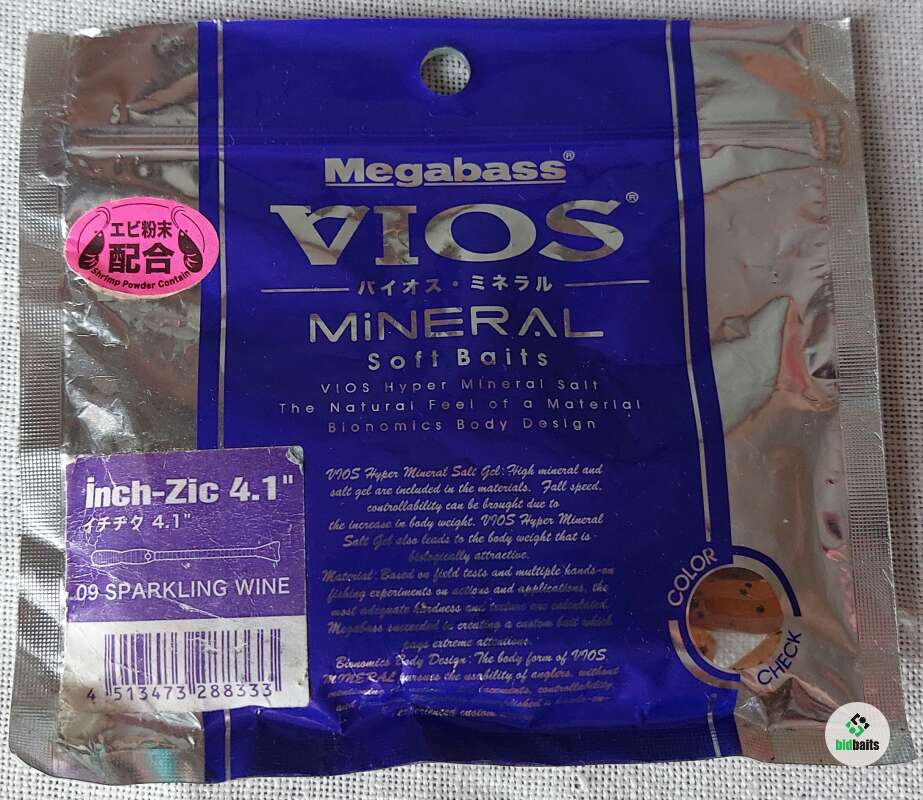 Megabass®
VIOS®
バイオス・ミネラル
MiNERAL
Soft Baits
VIOS Hyper Mineral Salt
The Natural Feel of a Material
Bionomics Body Design
エビ粉末
配合
Shrimp Powder Contain
VIOS Hyper Mineral Salt Gel: High mineral and
salt gel are included in the materials. Fall speed,
controllability can be brought due to
the increase in body weight. VIOS Hyper Mineral
Salt Gel also leads to the body weight that is
biologically attractive.
Material: Based on field tests and multiple hands-on
fishing experiments on actions and applications, the
most adequate hardness and texture are calculated.
Megabass succeeded in creating a custom bait which
pays extreme attentions.
Bionomics Body Design: The body form of VIOS
MINERAL pursues the usability of anglers, without
controllability
and
inch-Zic 4.1"
イチヂク 4.1"
09 SPARKLING WINE
4 513473 288333
COLOR
CHECK
bidbaits